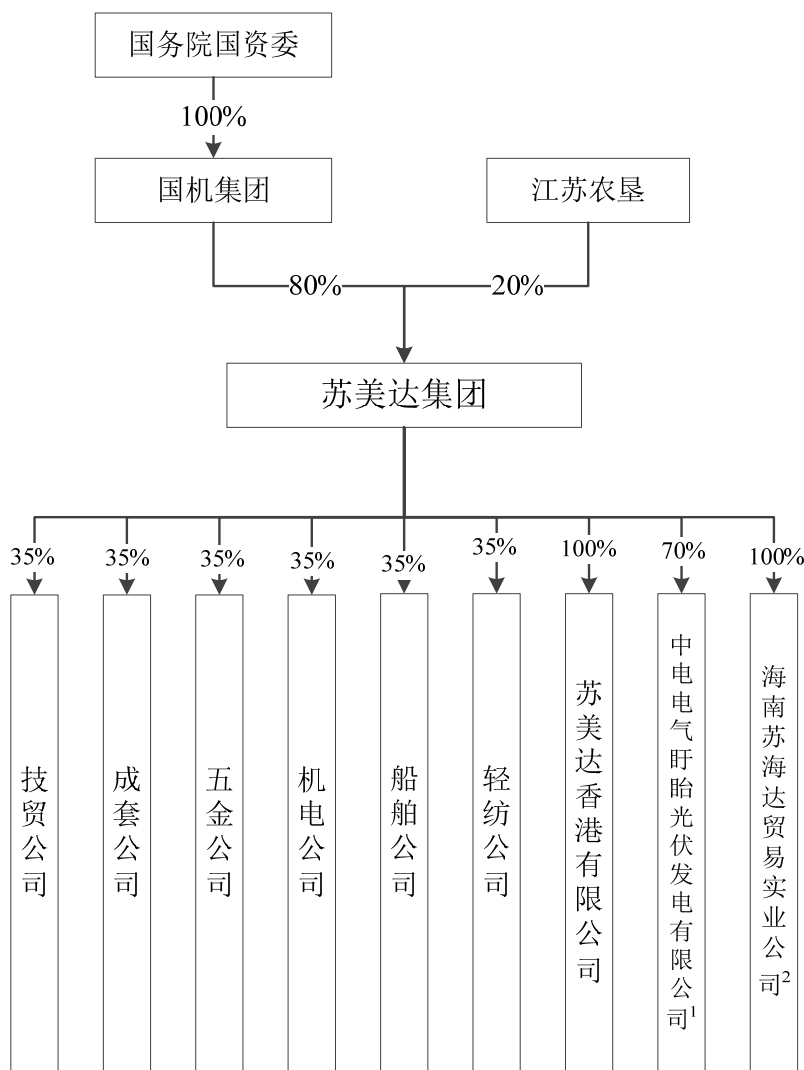 国务院国资委
100%
国机集团
江苏农垦
80%
20%
苏美达集团
35%
35%
35%
35%
35%
35%
100%
70%
100%
技贸公司
成套公司
五金公司
机电公司
船舶公司
轻纺公司
苏美达香港有限公司
中电电气盱眙光伏发电有限公司1
海南苏海达贸易实业公司2